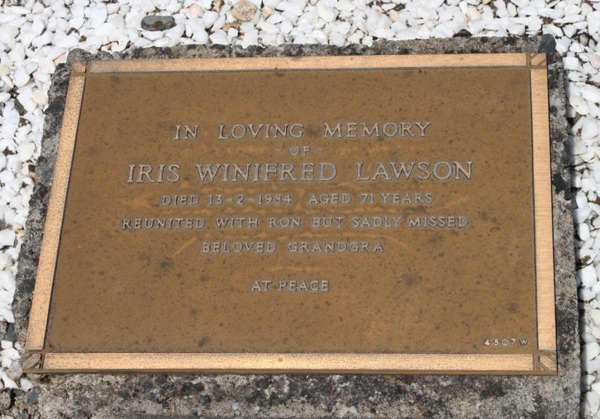 IN LOVING MEMORY
- OF -
IRIS WINIFRED LAWSON
DIED 13-2-1984 AGED 71 YEARS
REUNITED WITH RON BUT SADLY MISSED
BELOVED GRANDGRA
AT PEACE
4507W